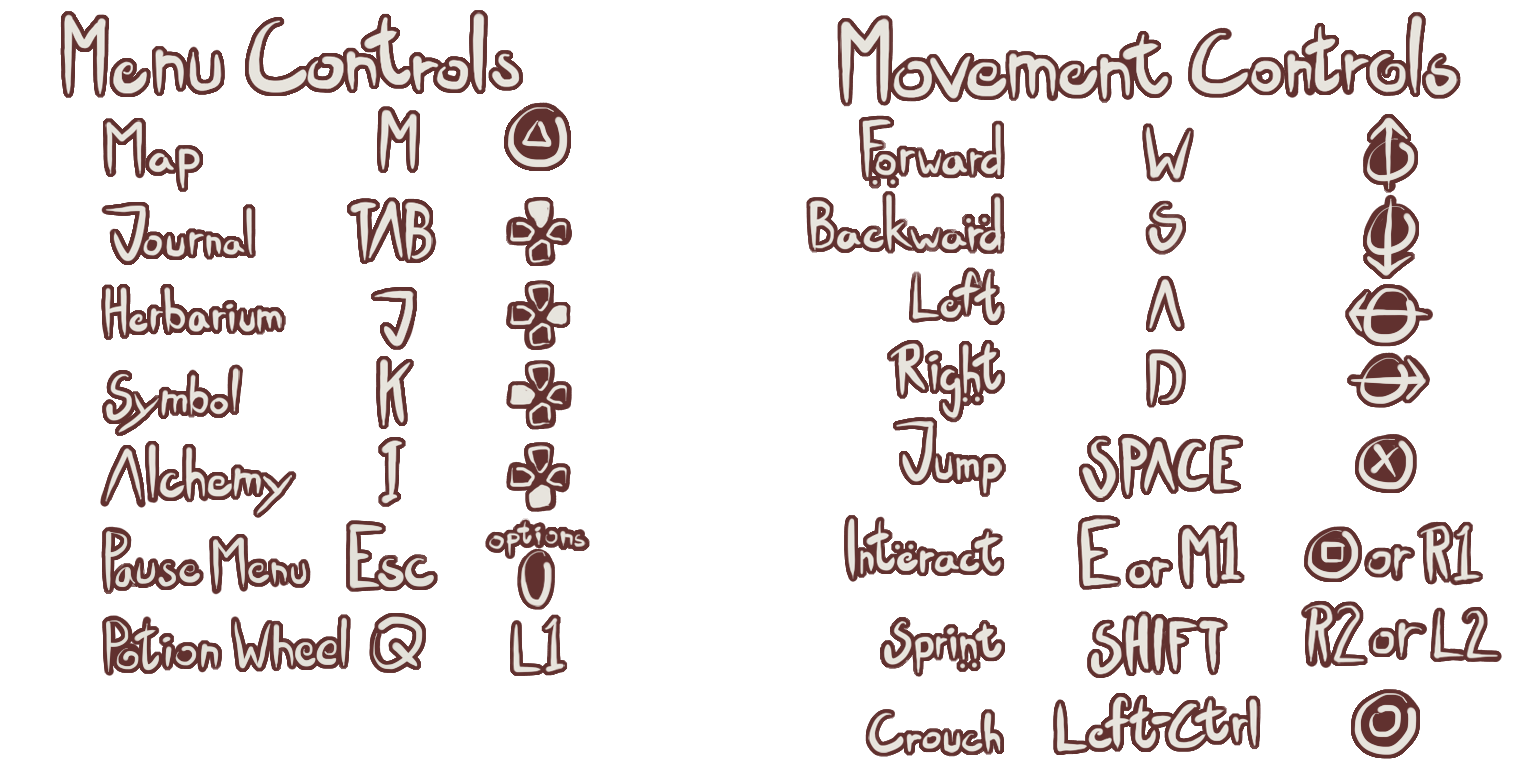 Menu Controls
Map M
Journal TAB
Herbarium J
Symbol K
Alchemy I
options
Pause Menu Esc
Potion Wheel Q L1
Movement Controls
Forward W
Backward S
Left A
Right D
Jump SPACE X
Interact E or M1 or R1
Sprint SHIFT R2 or L2
Crouch Left-Ctrl